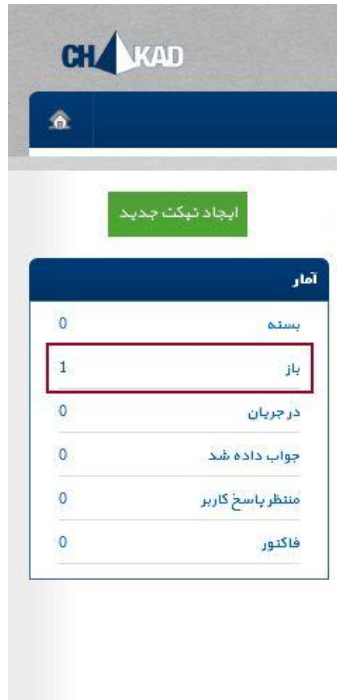 CHAKAD
ایجاد تیکت جدید
آمار
بسته 0
باز 1
در جریان 0
جواب داده شد 0
منتظر پاسخ کاربر 0
فاکتور 0